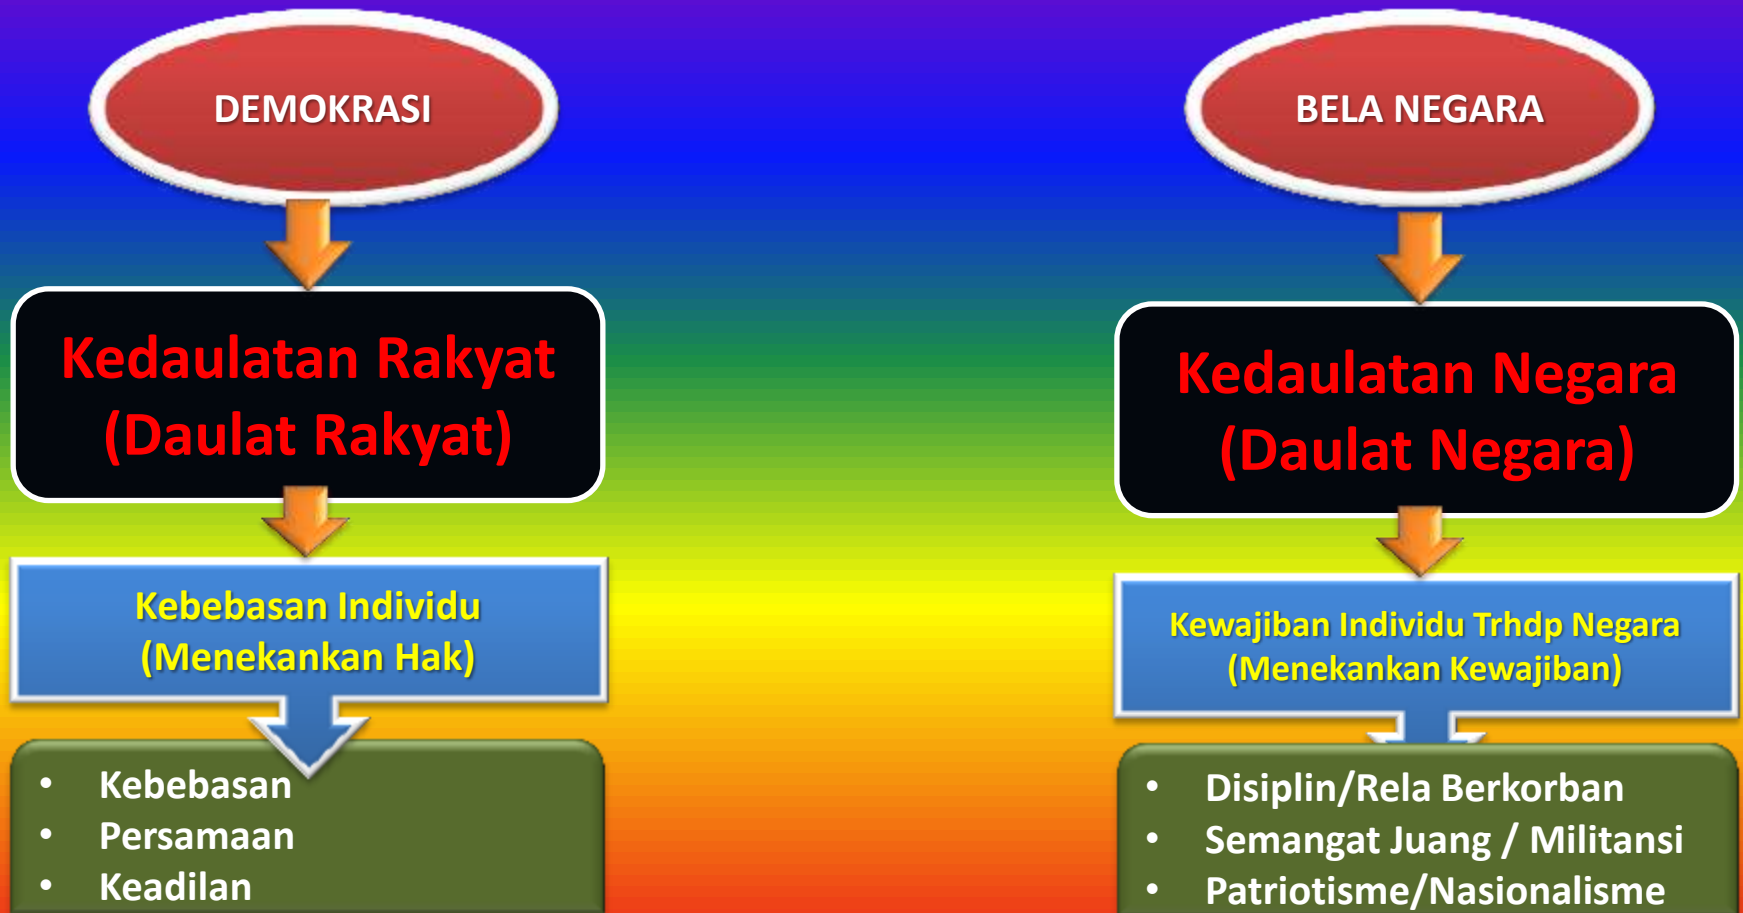 DEMOKRASI
Kedaulatan Rakyat
(Daulat Rakyat)
Kebebasan Individu
(Menekankan Hak)
• Kebebasan
• Persamaan
• Keadilan
BELA NEGARA
Kedaulatan Negara
(Daulat Negara)
Kewajiban Individu Trhdp Negara
(Menekankan Kewajiban)
• Disiplin/Rela Berkorban
• Semangat Juang / Militansi
• Patriotisme/Nasionalisme